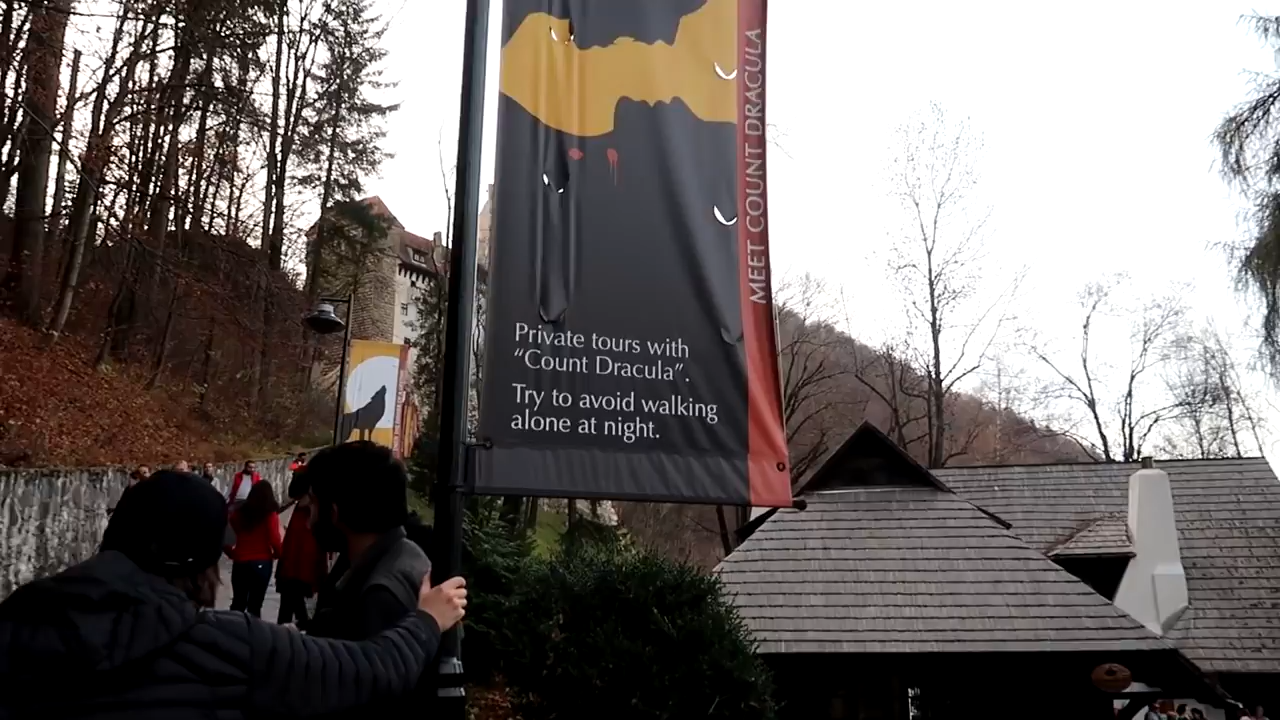 MEET COUNT DRACULA
Private tours with
“Count Dracula”.
Try to avoid walking
alone at night.